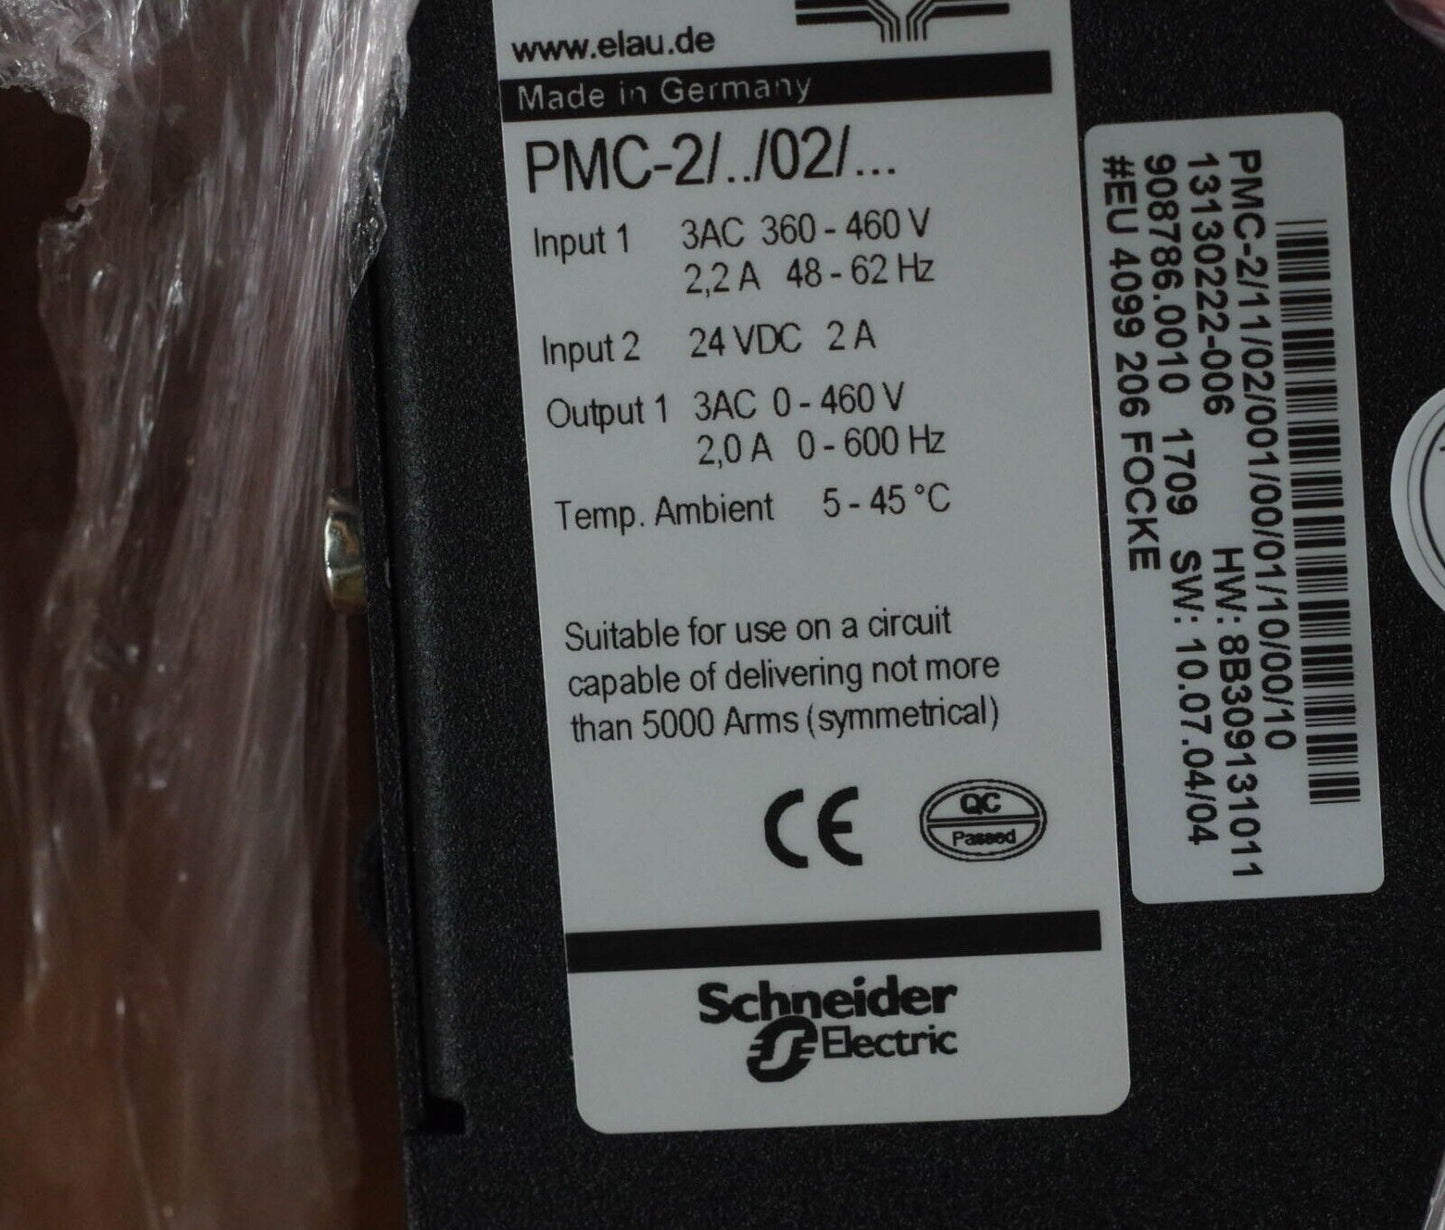 www.elau.de
Made in Germany
PMC-2/../02/...
Input 1 3AC 360 - 460 V
2,2 A 48 - 62 Hz
Input 2 24 VDC 2 A
Output 1 3AC 0 - 460 V
2,0 A 0 - 600 Hz
Temp. Ambient 5 - 45 °C
Suitable for use on a circuit
capable of delivering not more
than 5000 Arms (symmetrical)
CE
QC
Passed
Schneider
Electric
PMC-2/11/02/001/00/01/10/00/10
13130222-006 HW: 8B309131011
908786.0010 1709 SW: 10.07.04/04
#EU 4099 206 FOCKE